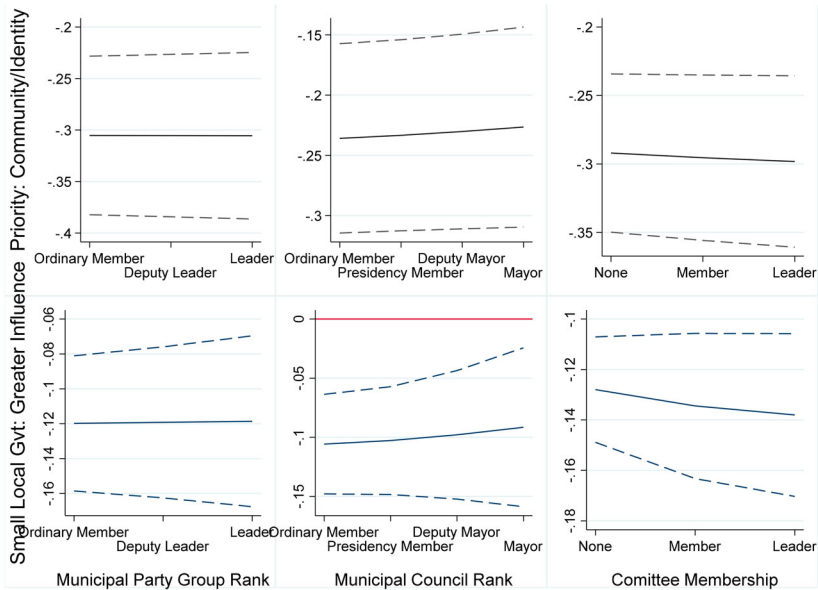 Priority: Community/Identity
-.2
-.25
-.3
-.35
-.4
Ordinary Member
Deputy Leader
Leader
-.15
-.2
-.25
-.3
Ordinary Member
Presidency Member
Deputy Mayor
Mayor
-.2
-.25
-.3
-.35
None
Member
Leader
Small Local Gvt: Greater Influence
-.06
-.08
-.1
-.12
-.14
-.16
Ordinary Member
Deputy Leader
Leader
Municipal Party Group Rank
0
-.05
-.1
-.15
Ordinary Member
Presidency Member
Deputy Mayor
Mayor
Municipal Council Rank
-.1
-.12
-.14
-.16
-.18
None
Member
Leader
Comittee Membership